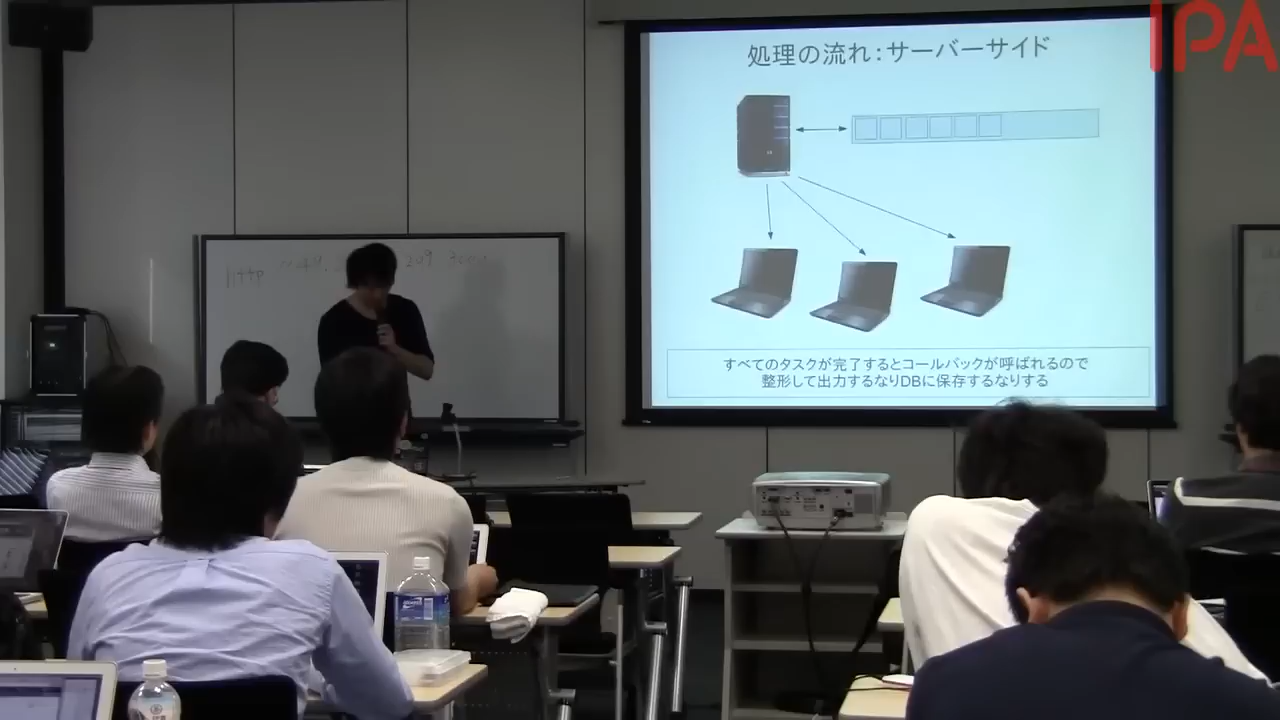 IPA
処理の流れ：サーバーサイド
すべてのタスクが完了するとコールバックが呼ばれるので
整形して出力するなりDBに保存するなりする
http